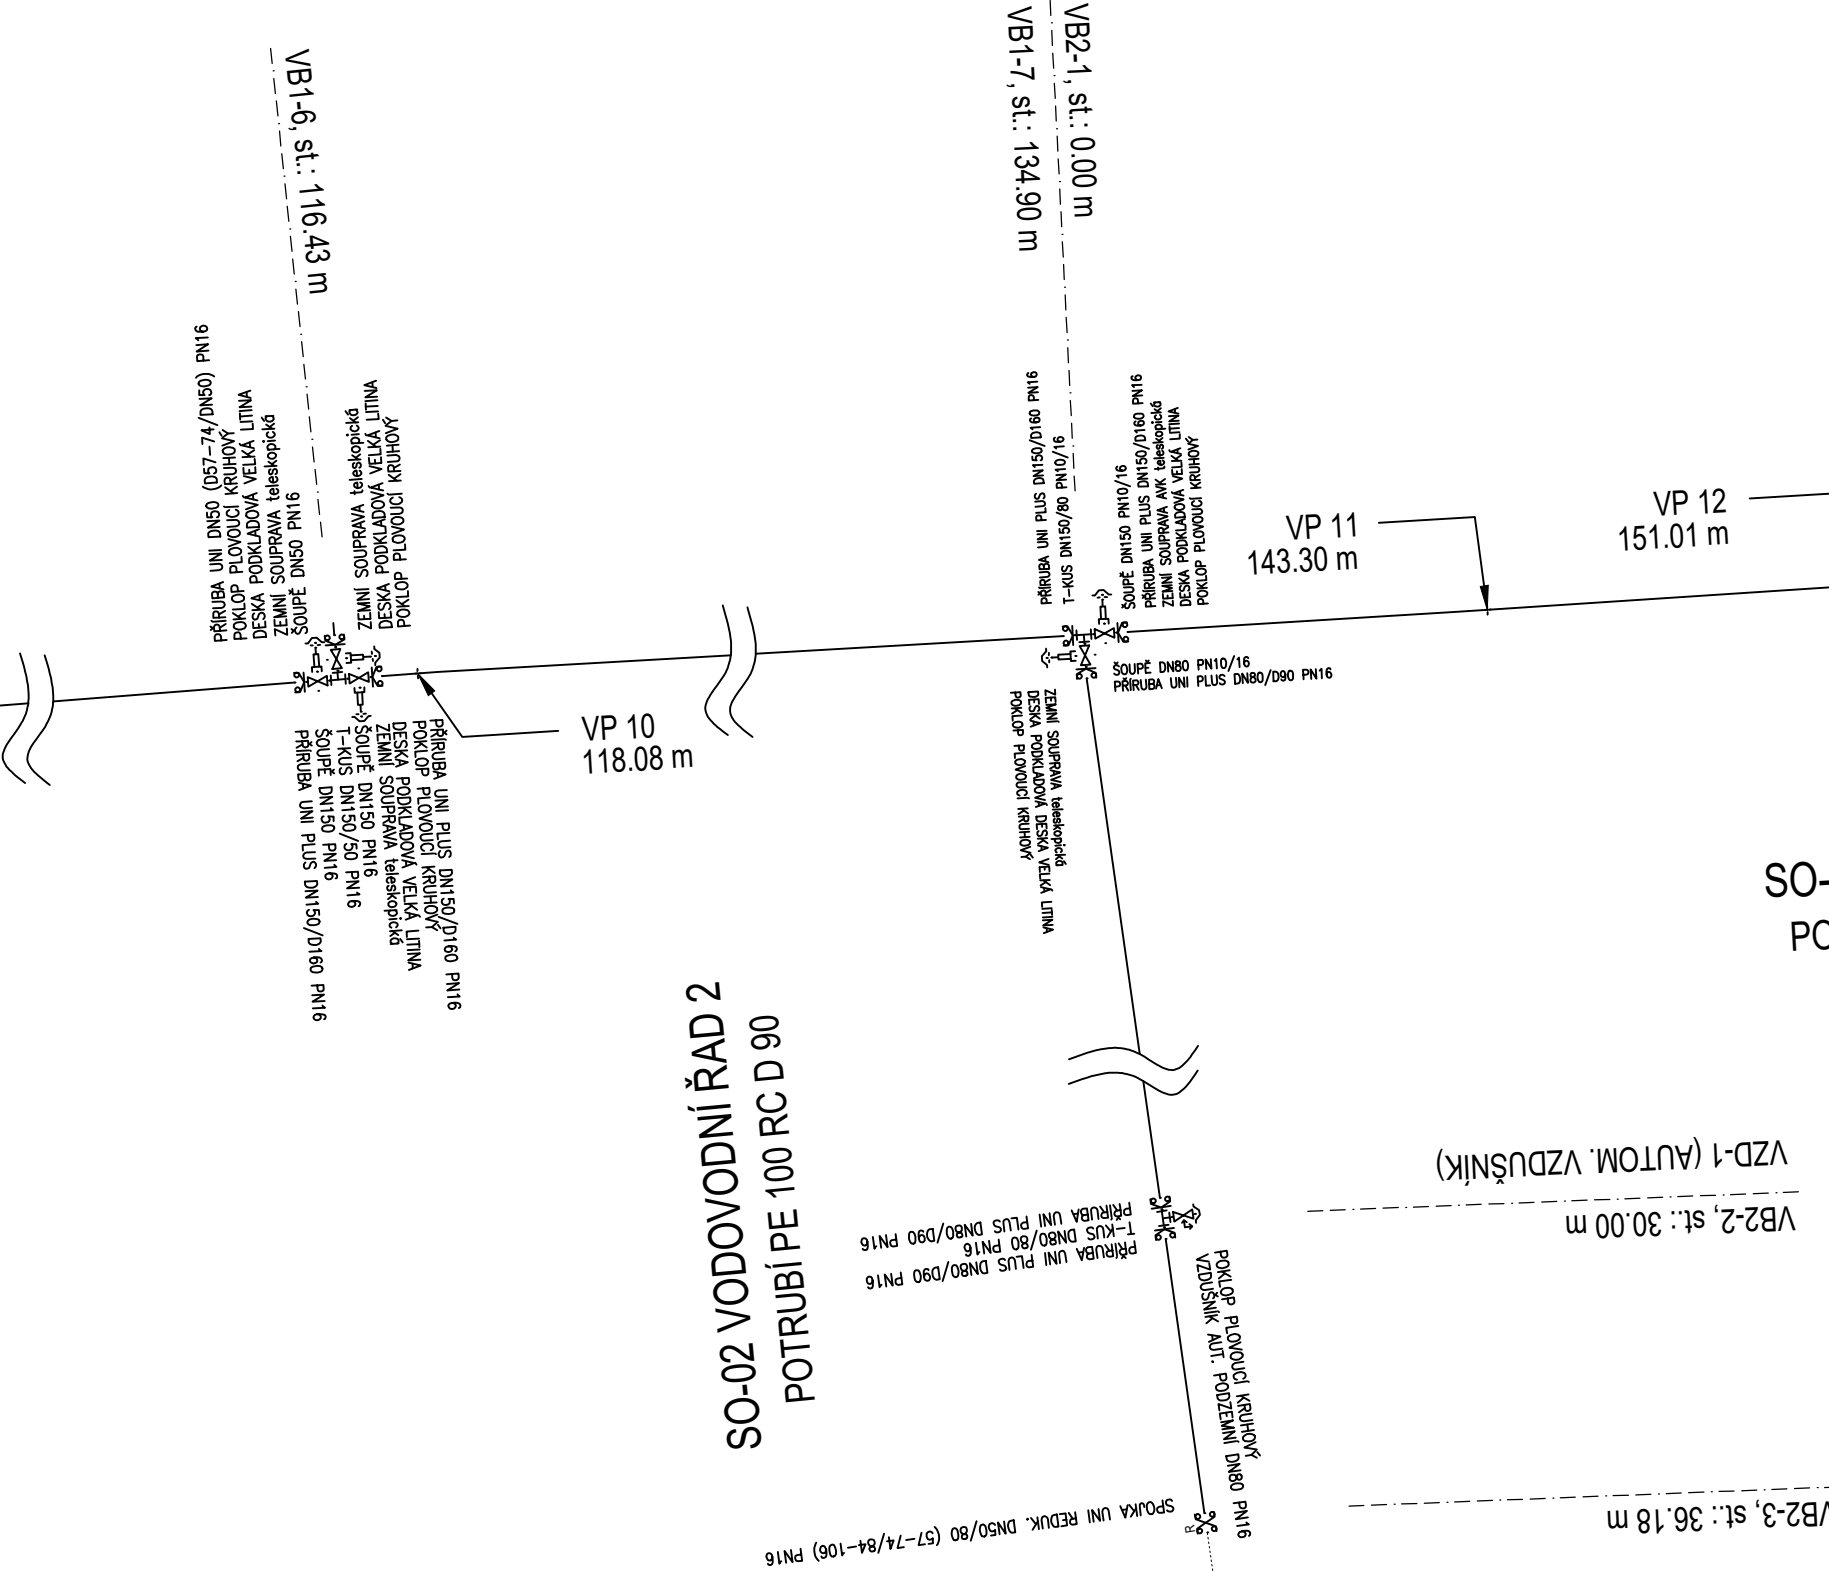 VB1-6, st.: 116.43 m
VB2-1, st.: 0.00 m
VB1-7, st.: 134.90 m
PŘÍRUBA UNI DN50 (D57-74/DN50) PN16
POKLOP PLOVOUCÍ KRUHOVÝ
DESKA PODKLADOVÁ VELKÁ LITINA
ZEMNÍ SOUPRAVA teleskopická
ŠOUPĚ DN50 PN16
ZEMNÍ SOUPRAVA teleskopická
DESKA PODKLADOVÁ VELKÁ LITINA
POKLOP PLOVOUCÍ KRUHOVÝ
PŘÍRUBA UNI PLUS DN150/D160 PN16
POKLOP PLOVOUCÍ KRUHOVÝ
DESKA PODKLADOVÁ VELKÁ LITINA
ZEMNÍ SOUPRAVA teleskopická
ŠOUPĚ DN150 PN16
T-KUS DN150/50 PN16
ŠOUPĚ DN150 PN16
PŘÍRUBA UNI PLUS DN150/D160 PN16
VP 10
118.08 m
PŘÍRUBA UNI PLUS DN150/D160 PN16
T-KUS DN150/80 PN10/16
ŠOUPĚ DN150 PN10/16
PŘÍRUBA UNI PLUS DN150/D160 PN16
ZEMNÍ SOUPRAVA AVK teleskopická
DESKA PODKLADOVÁ VELKÁ LITINA
POKLOP PLOVOUCÍ KRUHOVÝ
ŠOUPĚ DN80 PN10/16
PŘÍRUBA UNI PLUS DN80/D90 PN16
ZEMNÍ SOUPRAVA teleskopická
DESKA PODKLADOVÁ DESKA VELKÁ LITINA
POKLOP PLOVOUCÍ KRUHOVÝ
VP 11
143.30 m
VP 12
151.01 m
SO-
PO
SO-02 VODOVODNÍ ŘAD 2
POTRUBÍ PE 100 RC D 90
VZD-1 (AUTOM. VZDUŠNÍK)
VB2-2, st.: 30.00 m
PŘÍRUBA UNI PLUS DN80/D90 PN16
T-KUS DN80/80 PN16
PŘÍRUBA UNI PLUS DN80/D90 PN16
POKLOP PLOVOUCÍ KRUHOVÝ
VZDUŠNÍK AUT. PODZEMNÍ DN80 PN16
SPOJKA UNI REDUK. DN50/80 (57-74/84-106) PN16
R
VB2-3, st.: 36.18 m